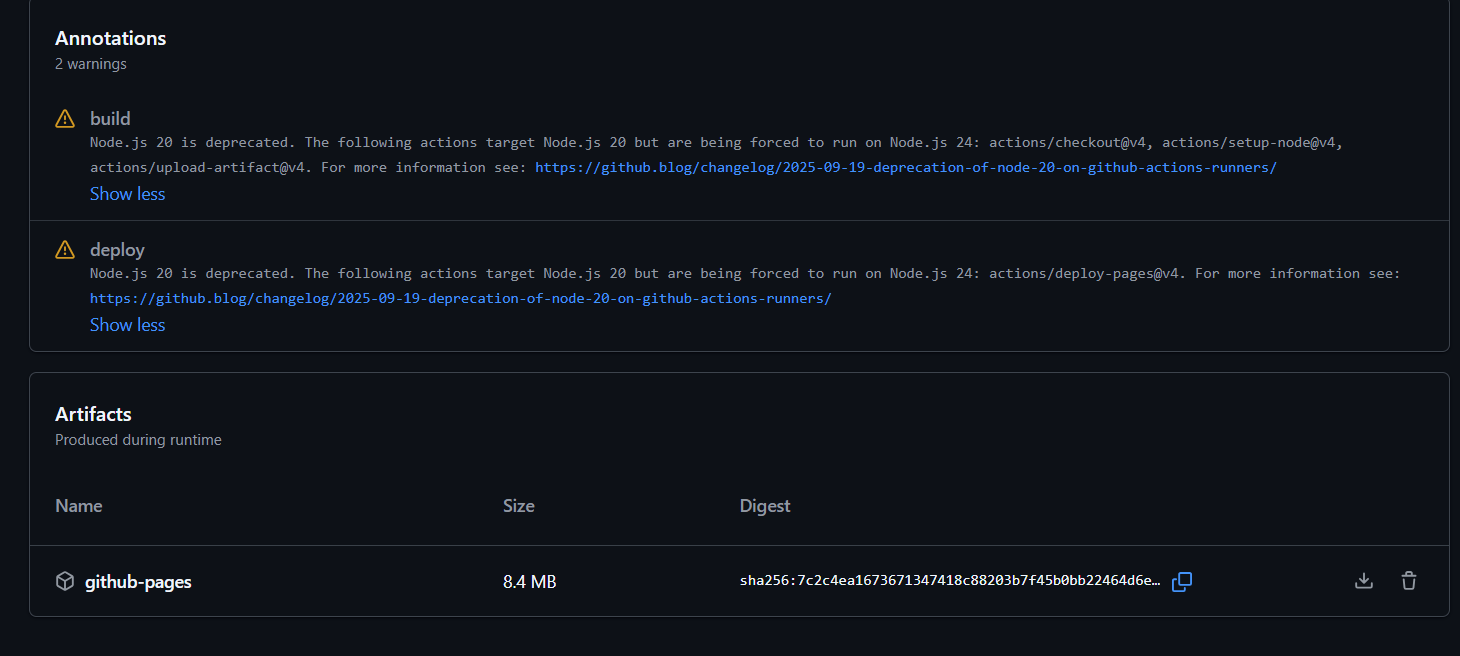 Annotations
2 warnings
build
Node.js 20 is deprecated. The following actions target Node.js 20 but are being forced to run on Node.js 24: actions/checkout@v4, actions/setup-node@v4,
actions/upload-artifact@v4. For more information see: https://github.blog/changelog/2025-09-19-deprecation-of-node-20-on-github-actions-runners/
Show less
deploy
Node.js 20 is deprecated. The following actions target Node.js 20 but are being forced to run on Node.js 24: actions/deploy-pages@v4. For more information see:
https://github.blog/changelog/2025-09-19-deprecation-of-node-20-on-github-actions-runners/
Show less
Artifacts
Produced during runtime
Name Size Digest
github-pages 8.4 MB sha256:7c2c4ea1673671347418c88203b7f45b0bb22464d6e…